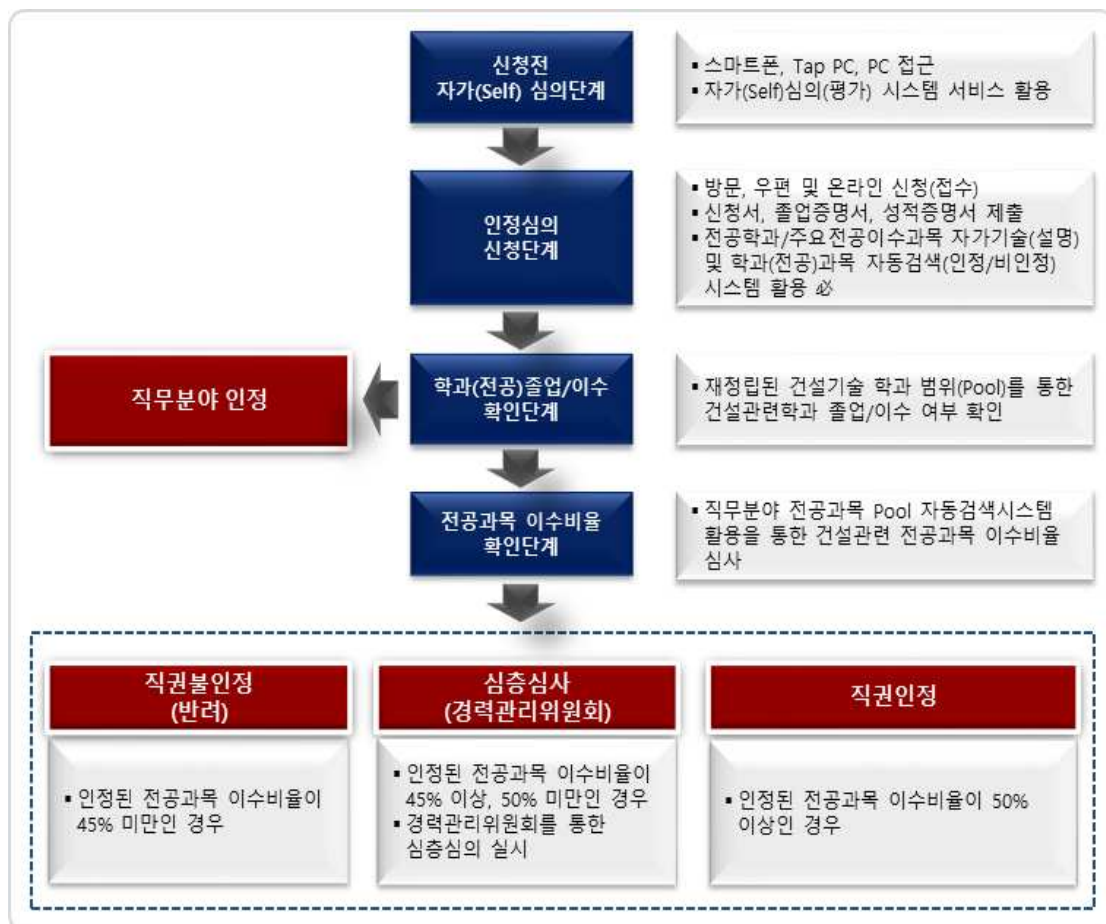 신청전
자가(Self) 심의단계
▪ 스마트폰, Tap PC, PC 접근
▪ 자가(Self)심의(평가) 시스템 서비스 활용
인정심의
신청단계
▪ 방문, 우편 및 온라인 신청(접수)
▪ 신청서, 졸업증명서, 성적증명서 제출
▪ 전공학과/주요전공이수과목 자가기술(설명)
및 학과(전공)과목 자동검색(인정/비인정)
시스템 활용
직무분야 인정
학과(전공)졸업/이수
확인단계
▪ 재정립된 건설기술 학과 범위(Pool)를 통한
건설관련학과 졸업/이수 여부 확인
전공과목 이수비율
확인단계
▪ 직무분야 전공과목 Pool 자동검색시스템
활용을 통한 건설관련 전공과목 이수비율
심사
직권불인정
(반려)
▪ 인정된 전공과목 이수비율이
45% 미만인 경우
심층심사
(경력관리위원회)
▪ 인정된 전공과목 이수비율이
45% 이상, 50% 미만인 경우
▪ 경력관리위원회를 통한
심층심의 실시
직권인정
▪ 인정된 전공과목 이수비율이 50%
이상인 경우